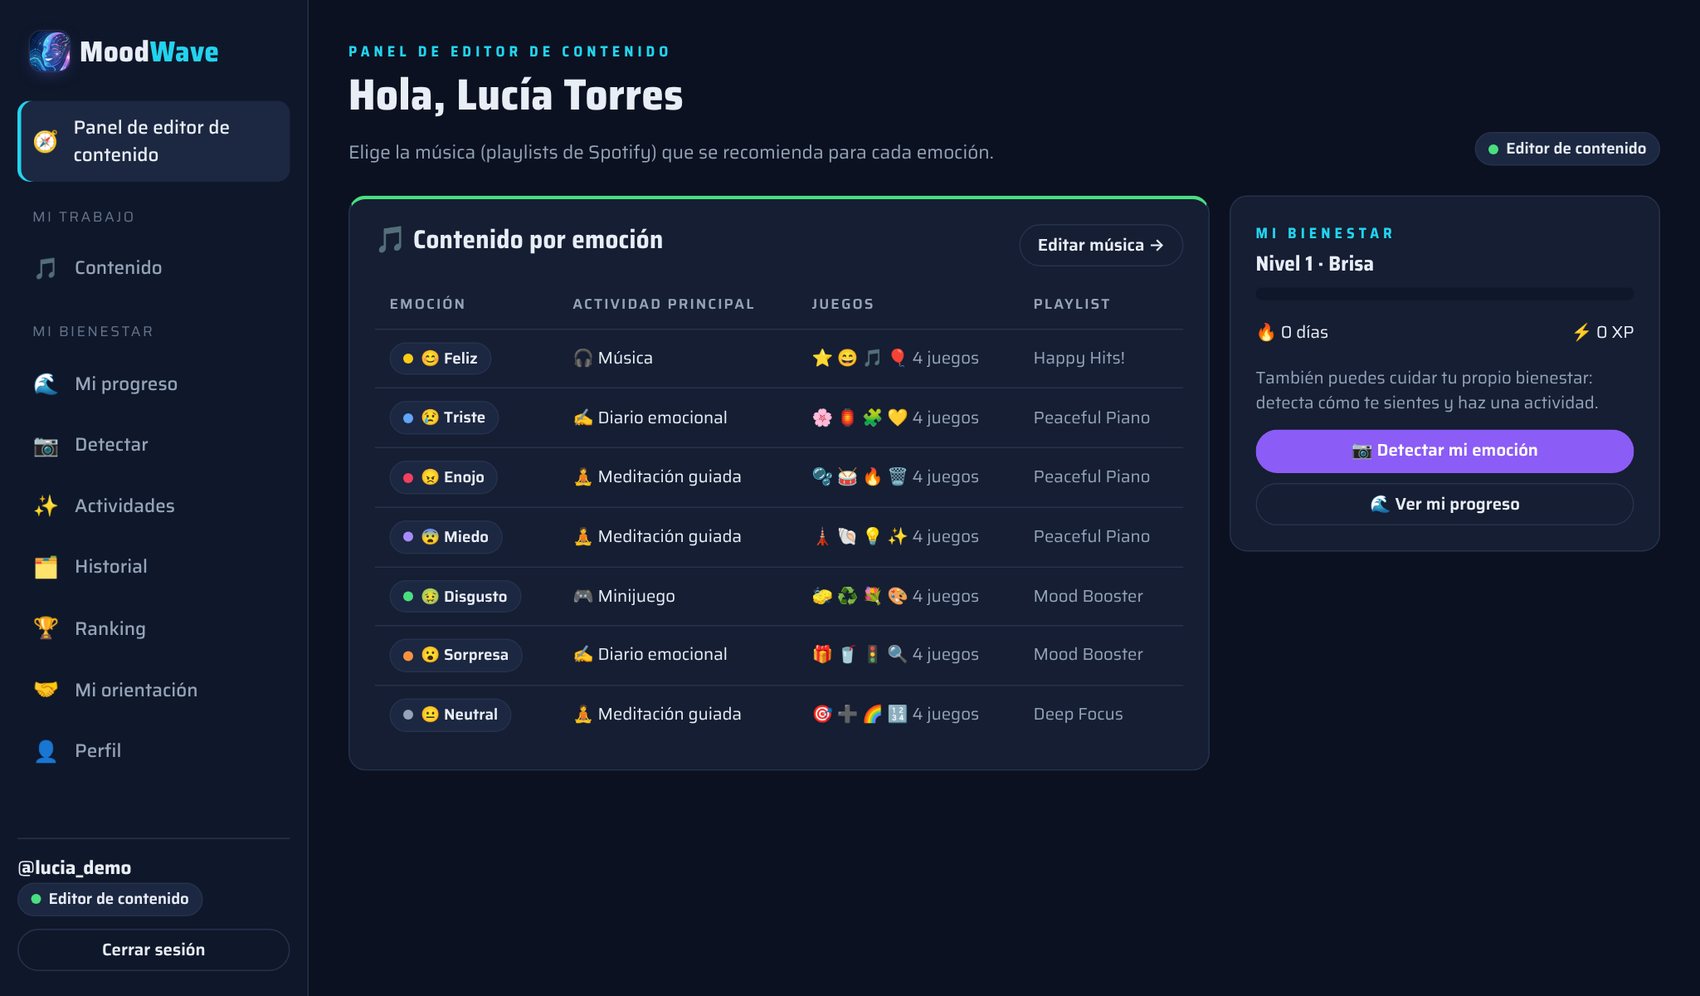 MoodWave
Panel de editor de
contenido
MI TRABAJO
Contenido
MI BIENESTAR
Mi progreso
Detectar
Actividades
Historial
Ranking
Mi orientación
Perfil
@lucia_demo
Editor de contenido
Cerrar sesión
PANEL DE EDITOR DE CONTENIDO
Hola, Lucía Torres
Elige la música (playlists de Spotify) que se recomienda para cada emoción.
Editor de contenido
Contenido por emoción
Editar música →
EMOCIÓN ACTIVIDAD PRINCIPAL JUEGOS PLAYLIST
Feliz Música 4 juegos Happy Hits!
Triste Diario emocional 4 juegos Peaceful Piano
Enojo Meditación guiada 4 juegos Peaceful Piano
Miedo Meditación guiada 4 juegos Peaceful Piano
Disgusto Minijuego 4 juegos Mood Booster
Sorpresa Diario emocional 4 juegos Mood Booster
Neutral Meditación guiada 4 juegos Deep Focus
MI BIENESTAR
Nivel 1 · Brisa
0 días 0 XP
También puedes cuidar tu propio bienestar:
detecta cómo te sientes y haz una actividad.
Detectar mi emoción
Ver mi progreso